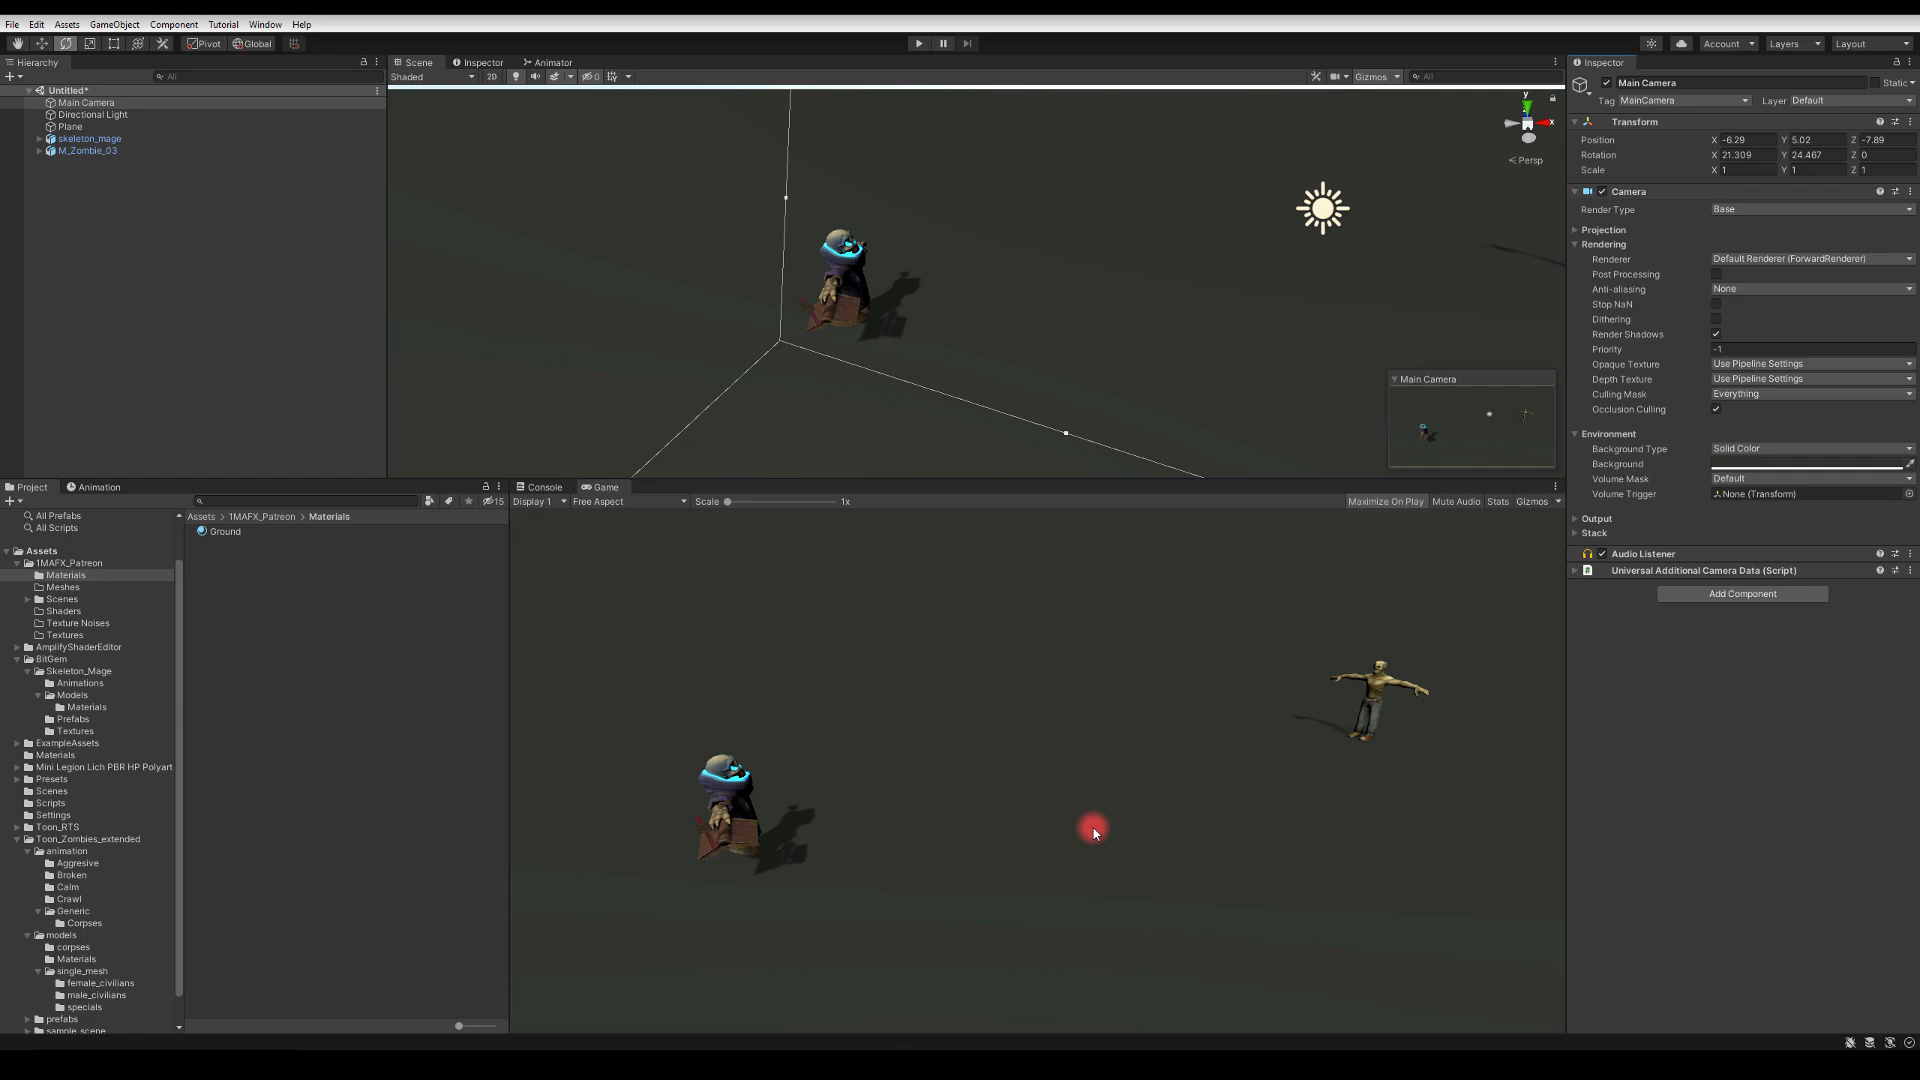 File Edit Assets GameObject Component Tutorial Window Help
Pivot Global Account Layers Layout
Hierarchy
All
Untitled*
Main Camera
Directional Light
Plane
skeleton_mage
M_Zombie_03
Scene Inspector Animator
Shaded 2D 0 Gizmos All
y
x
Persp
Main Camera
Inspector
Main Camera Static
Tag MainCamera Layer Default
Transform
Position X -6.29 Y 5.02 Z -7.89
Rotation X 21.309 Y 24.467 Z 0
Scale X 1 Y 1 Z 1
Camera
Render Type Base
Projection
Rendering
Renderer Default Renderer (ForwardRenderer)
Post Processing
Anti-aliasing None
Stop NaN
Dithering
Render Shadows
Priority -1
Opaque Texture Use Pipeline Settings
Depth Texture Use Pipeline Settings
Culling Mask Everything
Occlusion Culling
Environment
Background Type Solid Color
Background
Volume Mask Default
Volume Trigger None (Transform)
Output
Stack
Audio Listener
Universal Additional Camera Data (Script)
Add Component
Project Animation
15
All Prefabs
All Scripts
Assets
1MAFX_Patreon
Materials
Meshes
Scenes
Shaders
Texture Noises
Textures
AmplifyShaderEditor
BitGem
Skeleton_Mage
Animations
Models
Materials
Prefabs
Textures
ExampleAssets
Materials
Mini Legion Lich PBR HP Polyart
Presets
Scenes
Scripts
Settings
Toon_RTS
Toon_Zombies_extended
animation
Aggresive
Broken
Calm
Crawl
Generic
Corpses
models
corpses
Materials
single_mesh
female_civilians
male_civilians
specials
prefabs
sample_scene
Assets > 1MAFX_Patreon > Materials
Ground
Console Game
Display 1 Free Aspect Scale 1x Maximize On Play Mute Audio Stats Gizmos